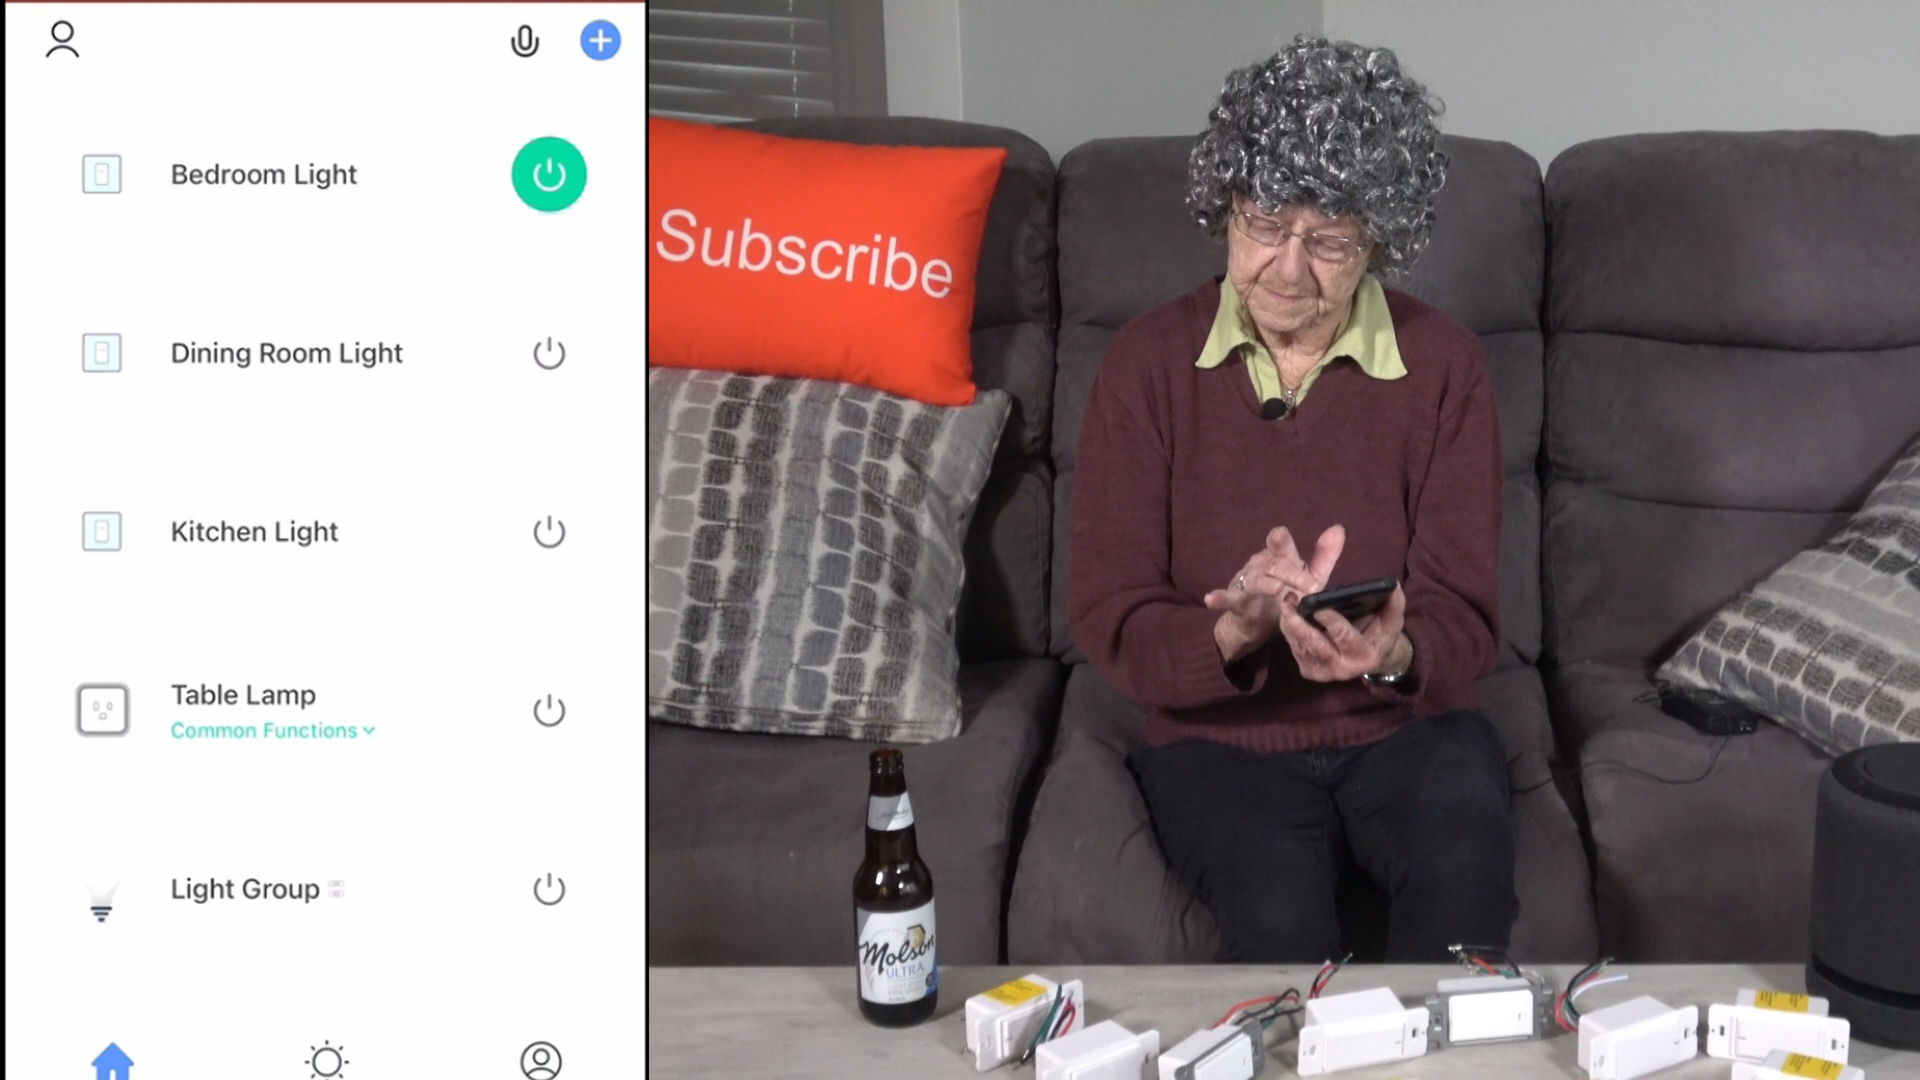 Bedroom Light
Dining Room Light
Kitchen Light
Table Lamp
Common Functions
Light Group
Subscribe
Molson
ULTRA